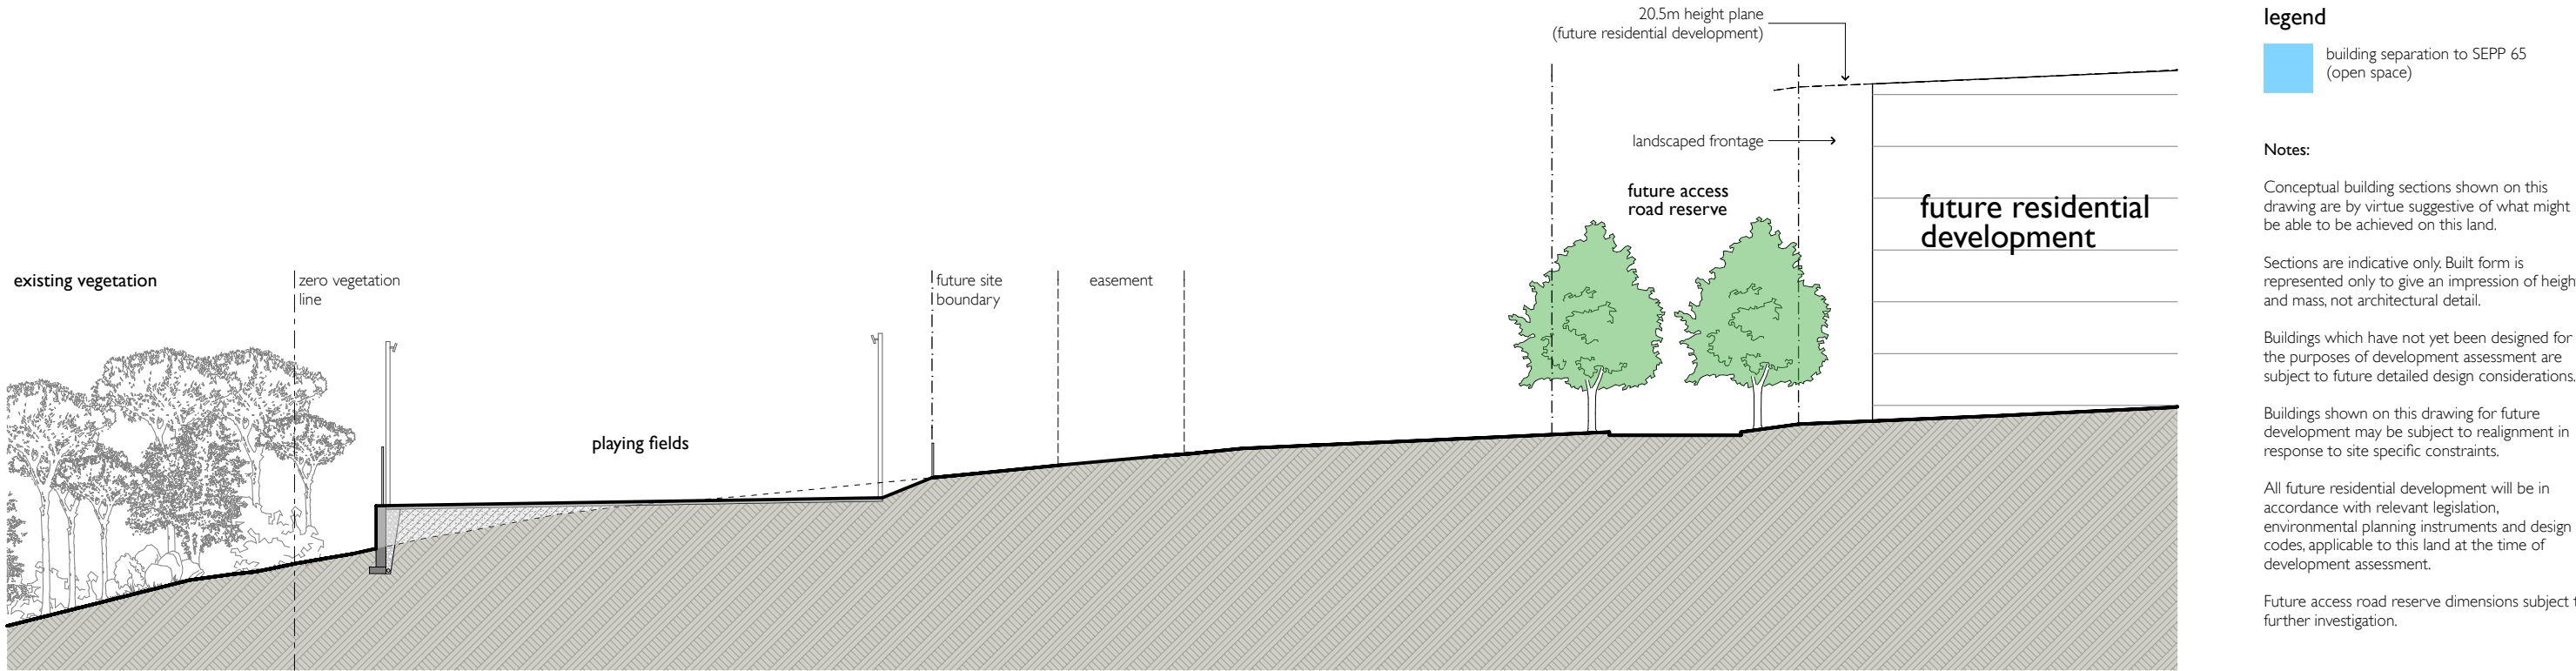 20.5m height plane
(future residential development)
landscaped frontage
future access
road reserve
future residential
development
existing vegetation
zero vegetation
line
playing fields
future site
boundary
easement
legend
building separation to SEPP 65
(open space)
Notes:
Conceptual building sections shown on this
drawing are by virtue suggestive of what might
be able to be achieved on this land.
Sections are indicative only. Built form is
represented only to give an impression of heigh
and mass, not architectural detail.
Buildings which have not yet been designed for
the purposes of development assessment are
subject to future detailed design considerations.
Buildings shown on this drawing for future
development may be subject to realignment in
response to site specific constraints.
All future residential development will be in
accordance with relevant legislation,
environmental planning instruments and design
codes, applicable to this land at the time of
development assessment.
Future access road reserve dimensions subject
further investigation.